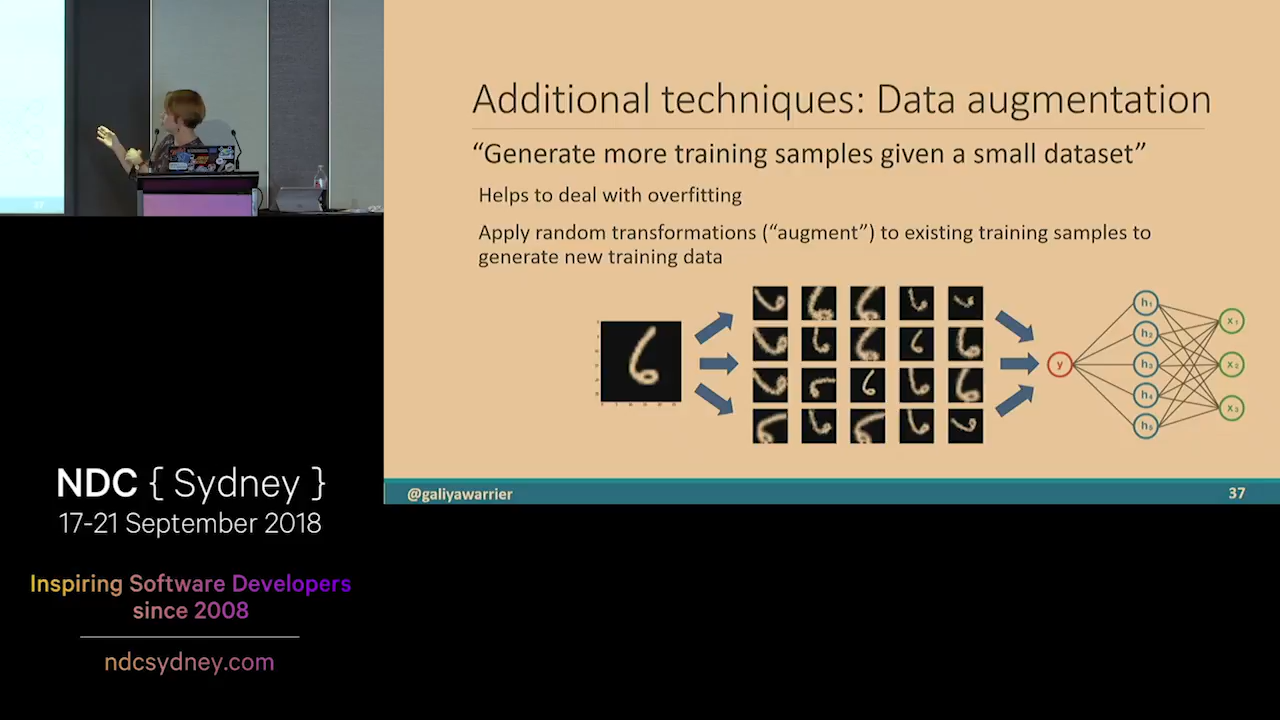 Additional techniques: Data augmentation
“Generate more training samples given a small dataset”
Helps to deal with overfitting
Apply random transformations (“augment”) to existing training samples to
generate new training data
6
y
h1
h2
h3
h4
h5
x1
x2
x3
@galiyawarrier
37
NDC { Sydney }
17-21 September 2018
Inspiring Software Developers
since 2008
ndcsydney.com